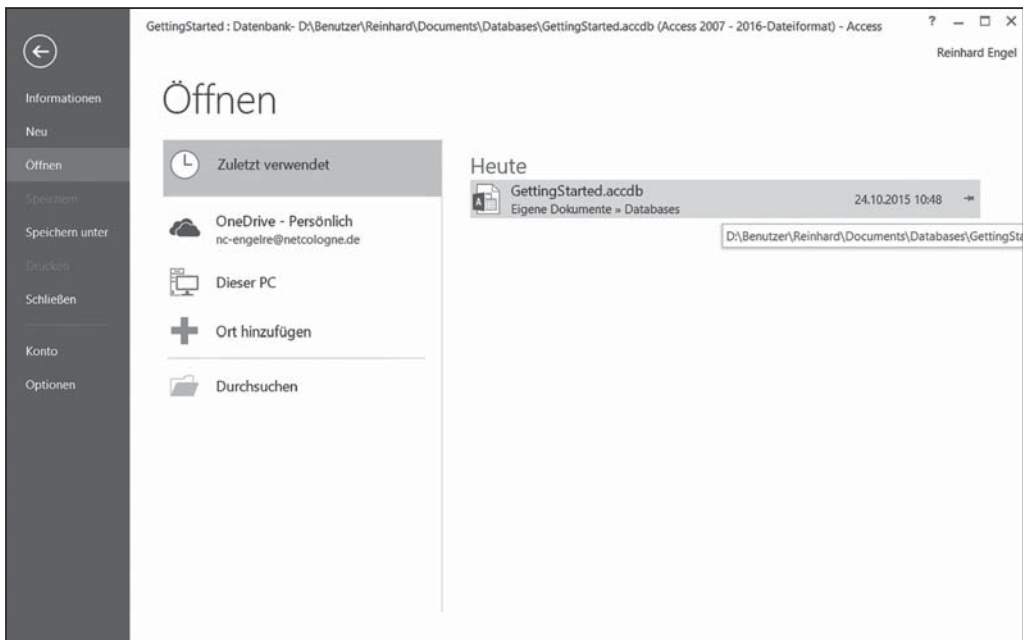 GettingStarted : Datenbank- D:\Benutzer\Reinhard\Documents\Databases\GettingStarted.accdb (Access 2007 - 2016-Dateiformat) - Access
?
Reinhard Engel
Informationen
Neu
Öffnen
Speichern
Speichern unter
Drucken
Schließen
Konto
Optionen
Öffnen
Zuletzt verwendet
OneDrive - Persönlich
nc-engelre@netcologne.de
Dieser PC
Ort hinzufügen
Durchsuchen
Heute
GettingStarted.accdb
Eigene Dokumente » Databases
24.10.2015 10:48
D:\Benutzer\Reinhard\Documents\Databases\GettingSta